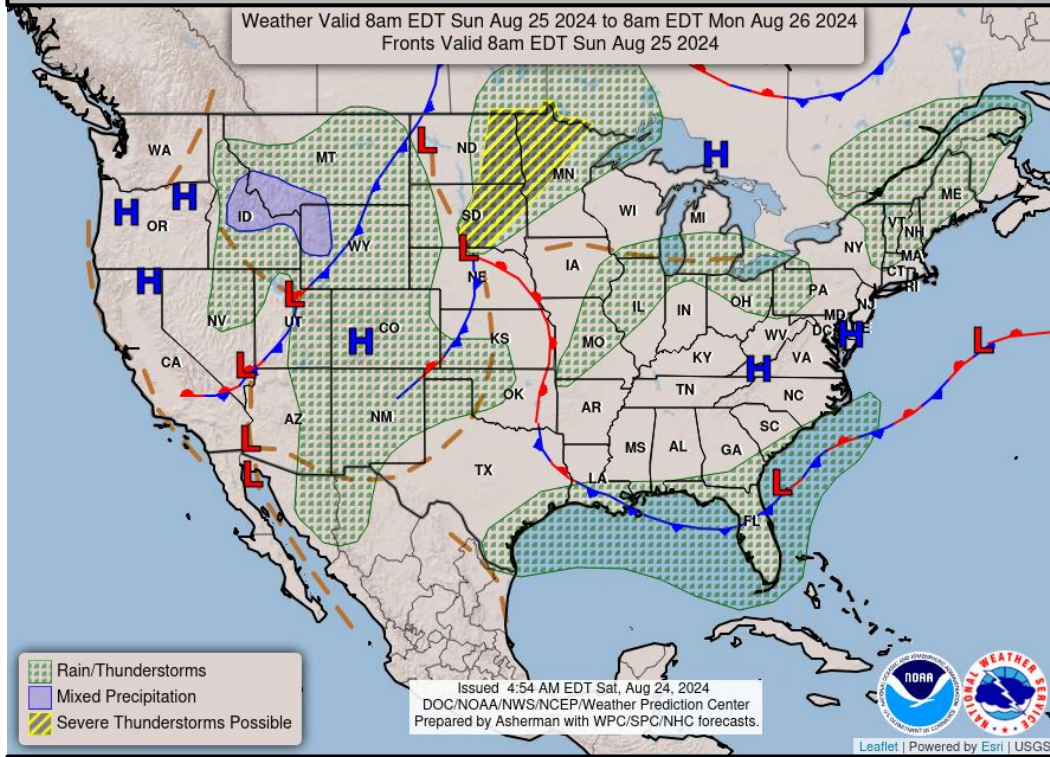 Weather Valid 8am EDT Sun Aug 25 2024 to 8am EDT Mon Aug 26 2024
Fronts Valid 8am EDT Sun Aug 25 2024
WA
MT
ND
MN
OR
ID
SD
WI
MI
ME
VT
NH
NY
MA
CT
RI
WY
NE
IA
NV
UT
CO
KS
IL
IN
OH
PA
NJ
MD
DC
DE
WV
VA
CA
MO
KY
AZ
NM
OK
AR
TN
NC
SC
TX
LA
MS
AL
GA
FL
H
H
H
H
H
H
H
L
L
L
L
L
L
L
L
Rain/Thunderstorms
Mixed Precipitation
Severe Thunderstorms Possible
Issued 4:54 AM EDT Sat, Aug 24, 2024
DOC/NOAA/NWS/NCEP/Weather Prediction Center
Prepared by Asherman with WPC/SPC/NHC forecasts.
NOAA
NATIONAL WEATHER SERVICE
Leaflet | Powered by Esri | USGS